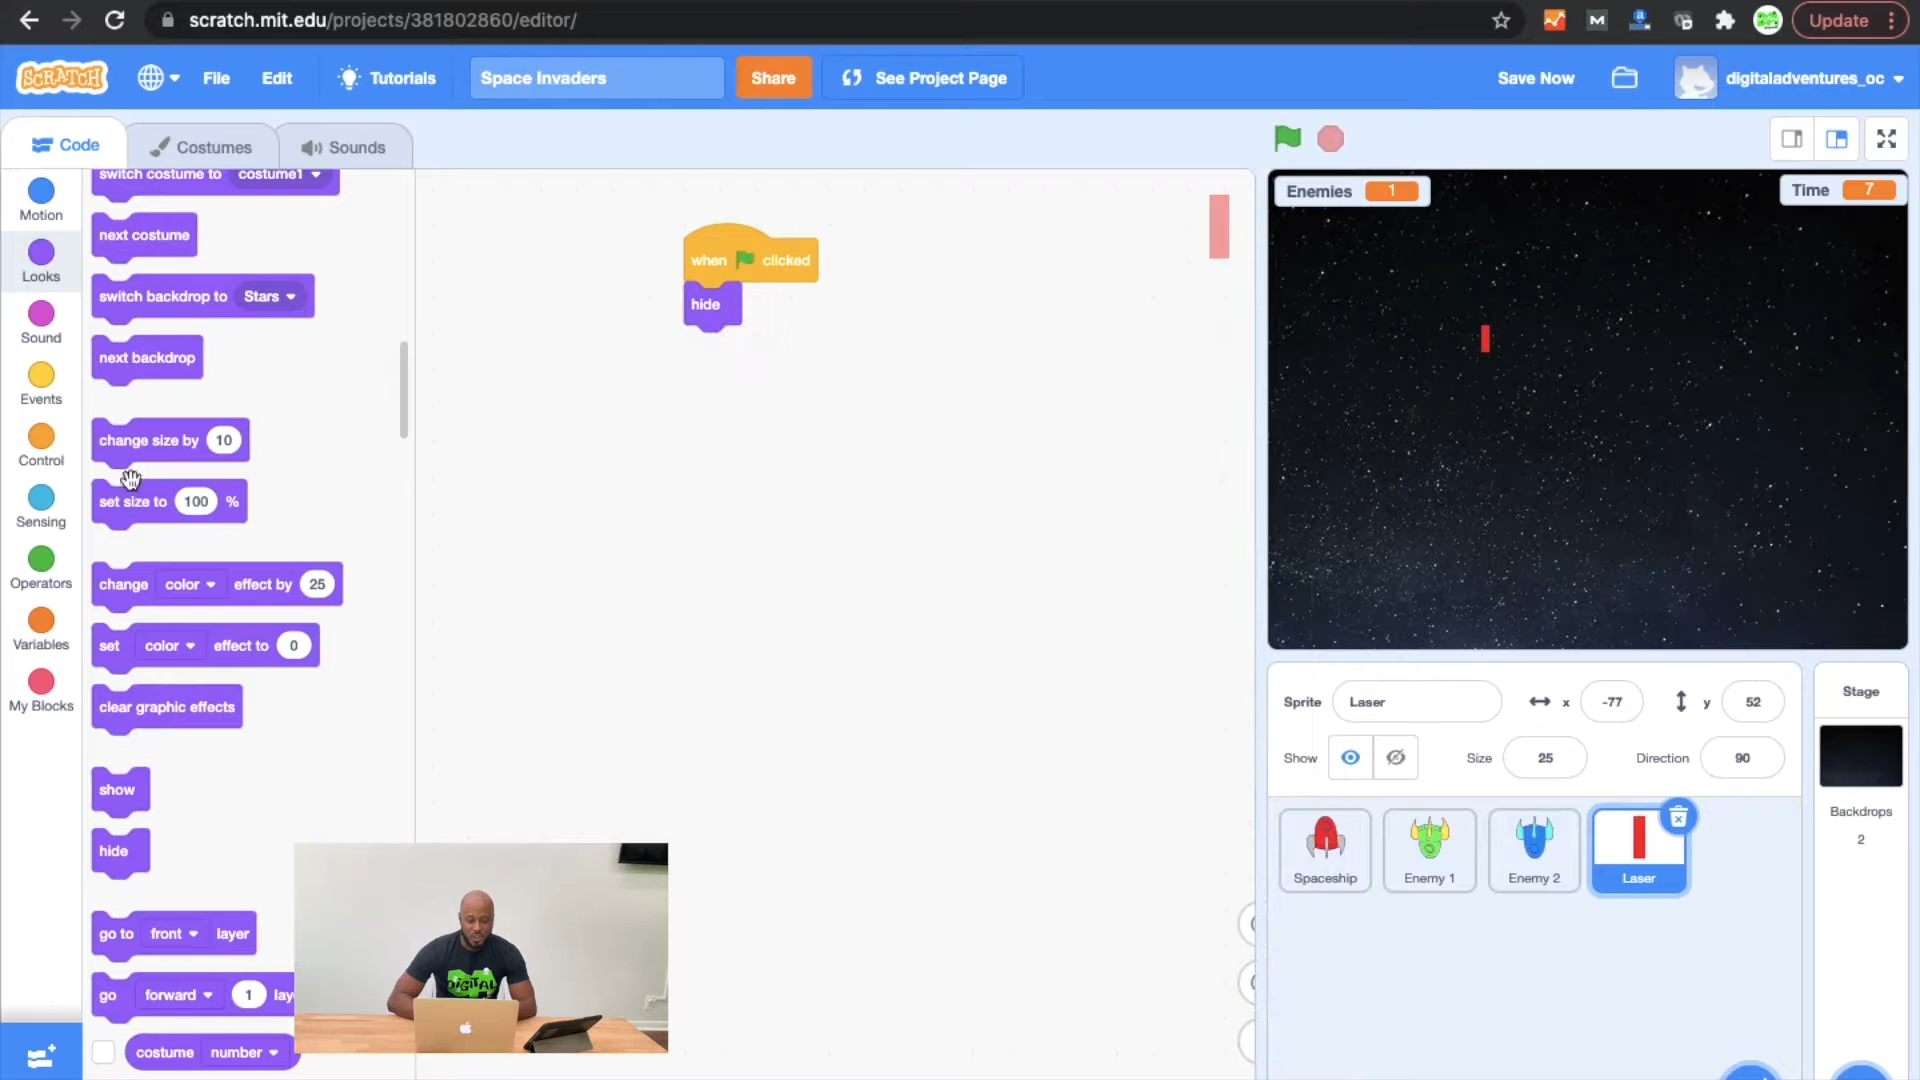 scratch.mit.edu/projects/381802860/editor/
Update
SCRATCH
File
Edit
Tutorials
Space Invaders
Share
See Project Page
Save Now
digitaladventures_oc
Code
Costumes
Sounds
Motion
Looks
Sound
Events
Control
Sensing
Operators
Variables
My Blocks
switch costume to costume1
next costume
switch backdrop to Stars
next backdrop
change size by 10
set size to 100 %
change color effect by 25
set color effect to 0
clear graphic effects
show
hide
go to front layer
go forward 1 lay
costume number
when clicked
hide
DIGITAL
Enemies 1
Time 7
Sprite Laser x -77 y 52
Show Size 25 Direction 90
Spaceship
Enemy 1
Enemy 2
Laser
Stage
Backdrops
2